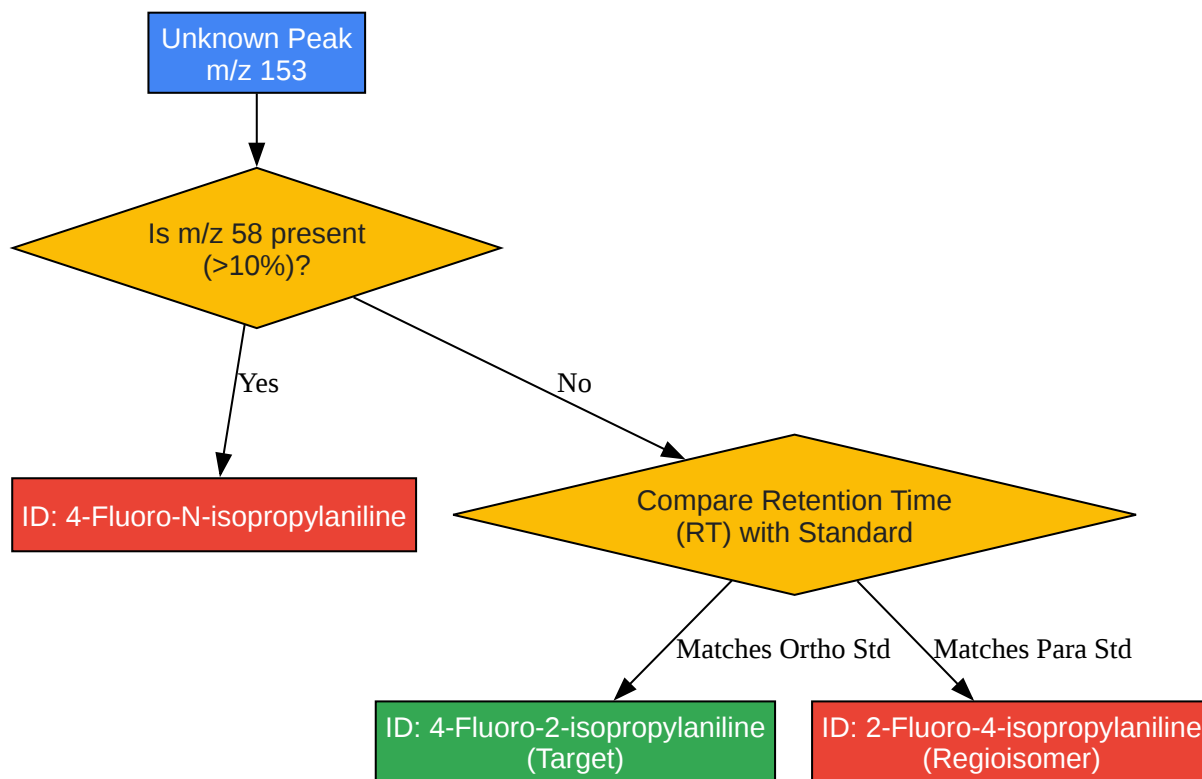 Unknown Peak
m/z 153
Is m/z 58 present
(>10%)?
Yes
No
ID: 4-Fluoro-N-isopropylaniline
Compare Retention Time
(RT) with Standard
Matches Ortho Std
Matches Para Std
ID: 4-Fluoro-2-isopropylaniline
(Target)
ID: 2-Fluoro-4-isopropylaniline
(Regioisomer)